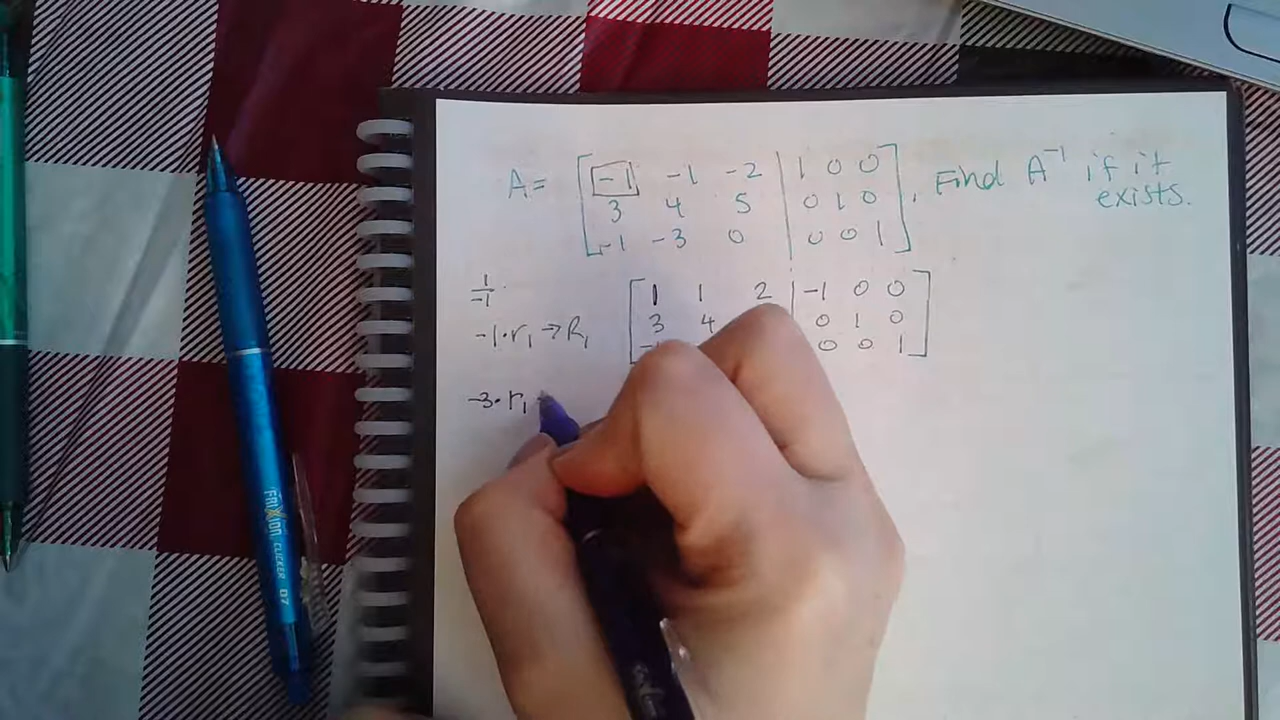 A = [ -1 -1 -2 | 1 0 0 ] . Find A⁻¹ if it
3 4 5 | 0 1 0 exists.
-1 -3 0 | 0 0 1
1/-1
[ 1 1 2 | -1 0 0 ]
-1·r₁ → R₁
3 4 0 1 0
0 0 1
-3·r₁
FRIXION CLICKER 07